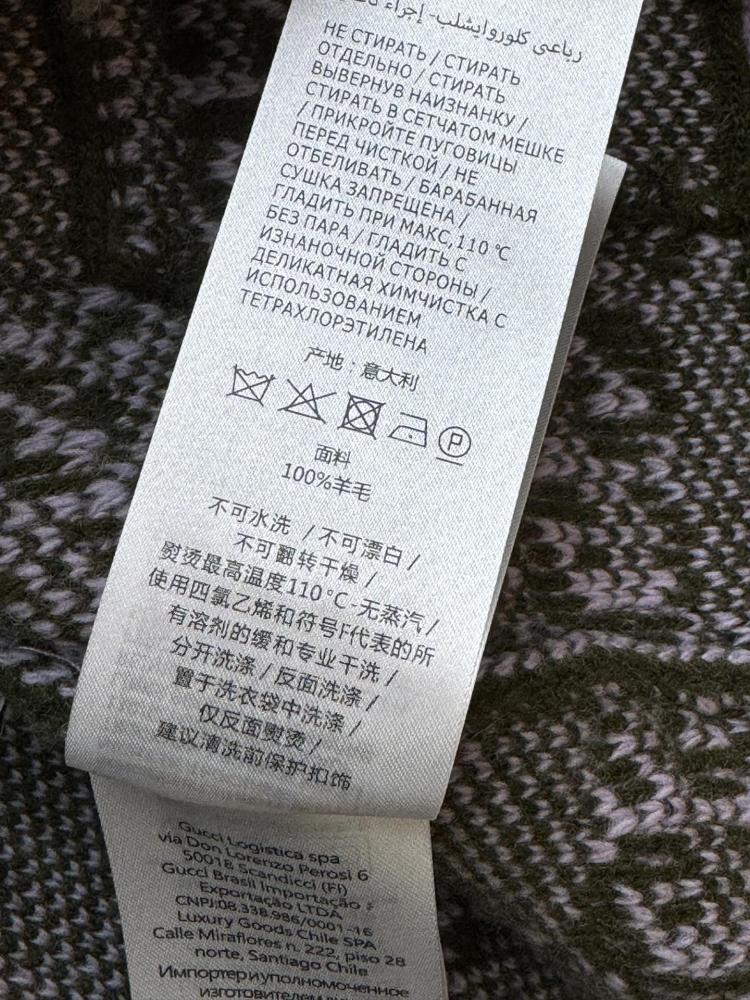 رباعي كلوروايثيلب- إجراء
НЕ СТИРАТЬ / СТИРАТЬ
ОТДЕЛЬНО / СТИРАТЬ
ВЫВЕРНУВ НАИЗНАНКУ /
СТИРАТЬ В СЕТЧАТОМ МЕШКЕ
/ ПРИКРОЙТЕ ПУГОВИЦЫ
ПЕРЕД ЧИСТКОЙ / НЕ
ОТБЕЛИВАТЬ / БАРАБАННАЯ
СУШКА ЗАПРЕЩЕНА /
ГЛАДИТЬ ПРИ МАКС,110 °C
БЕЗ ПАРА / ГЛАДИТЬ С
ИЗНАНОЧНОЙ СТОРОНЫ /
ДЕЛИКАТНАЯ ХИМЧИСТКА С
ИСПОЛЬЗОВАНИЕМ
ТЕТРАХЛОРЭТИЛЕНА
产地：意大利
P
面料
100%羊毛
不可水洗 / 不可漂白 /
不可翻转干燥 /
熨烫最高温度110°C-无蒸汽 /
使用四氯乙烯和符号F代表的所
有溶剂的缓和专业干洗 /
分开洗涤 / 反面洗涤 /
置于洗衣袋中洗涤 /
仅反面熨烫 /
建议清洗前保护扣饰
Gucci Logistica spa
via Don Lorenzo Perosi 6
50018 Scandicci (FI)
Gucci Brasil Importação e
Exportação LTDA
CNPJ:08.338.986/0001-16
Luxury Goods Chile SPA
Calle Miraflores n. 222, piso 28
norte, Santiago Chile
Импортер и уполномоченное
изготовителем